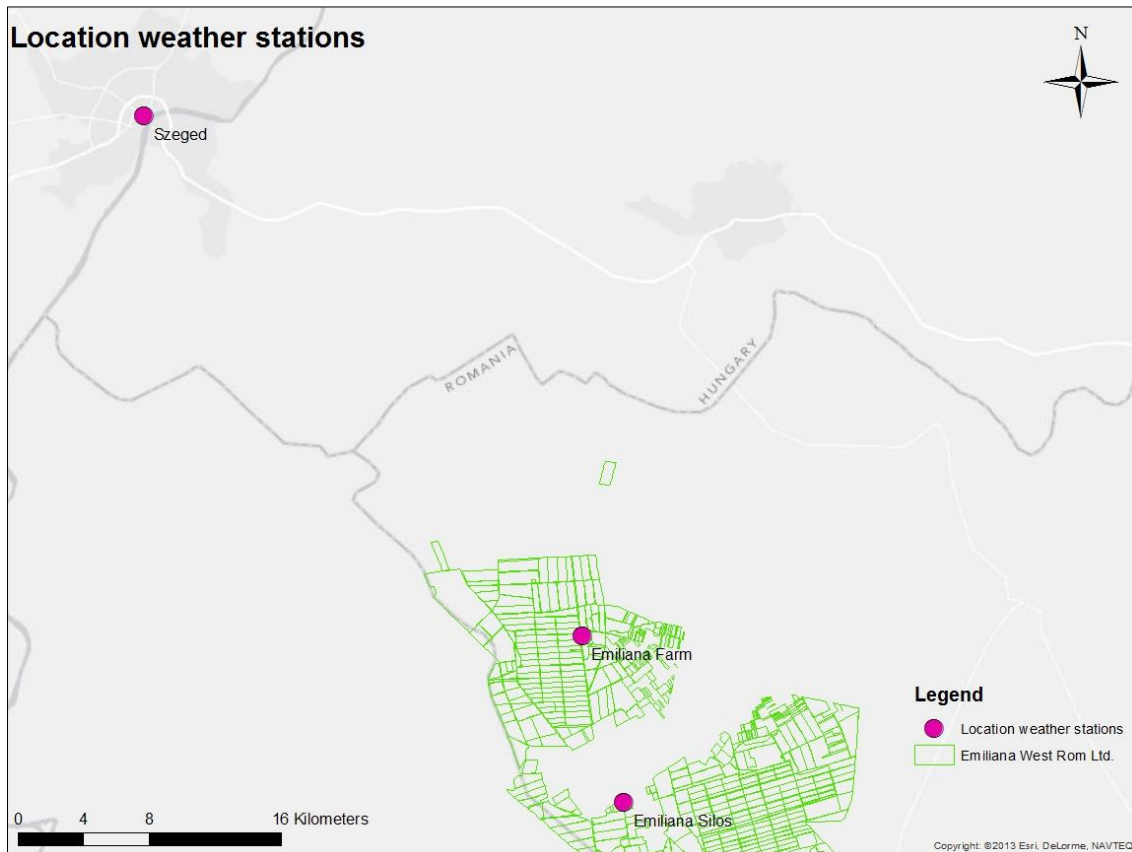 Location weather stations
N
Szeged
ROMANIA
HUNGARY
Emiliana Farm
Legend
Location weather stations
Emiliana West Rom Ltd.
Emiliana Silos
0 4 8 16 Kilometers
Copyright: ©2013 Esri, DeLorme, NAVTEQ